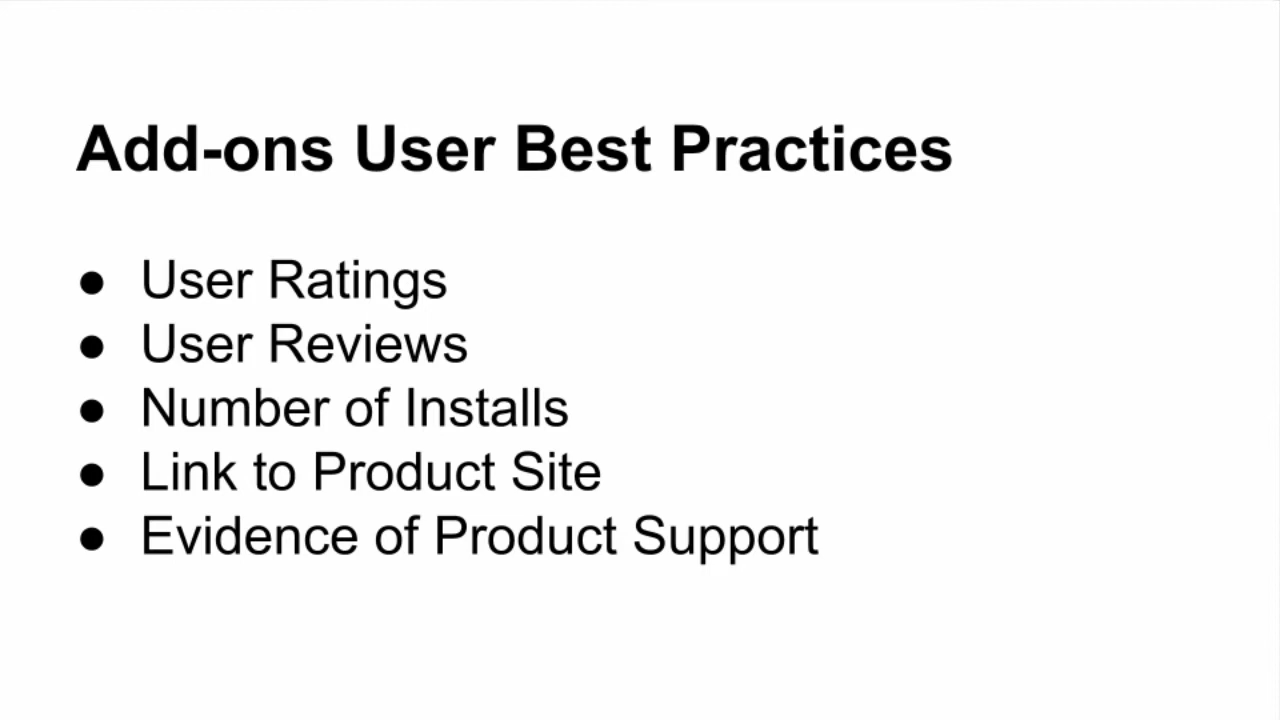 Add-ons User Best Practices
● User Ratings
● User Reviews
● Number of Installs
● Link to Product Site
● Evidence of Product Support